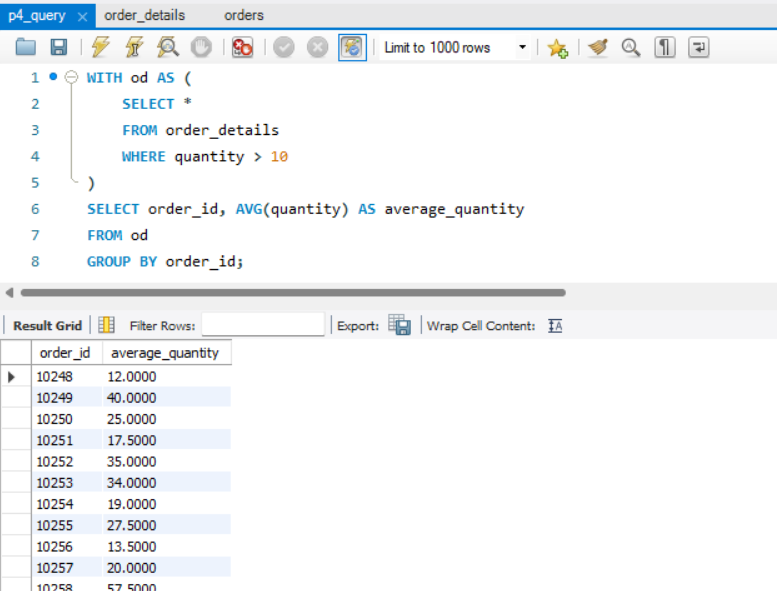 p4_query order_details orders
Limit to 1000 rows
1 WITH od AS (
2 SELECT *
3 FROM order_details
4 WHERE quantity > 10
5 )
6 SELECT order_id, AVG(quantity) AS average_quantity
7 FROM od
8 GROUP BY order_id;
Result Grid Filter Rows: Export: Wrap Cell Content:
order_id average_quantity
10248 12.0000
10249 40.0000
10250 25.0000
10251 17.5000
10252 35.0000
10253 34.0000
10254 19.0000
10255 27.5000
10256 13.5000
10257 20.0000
10258 57.5000